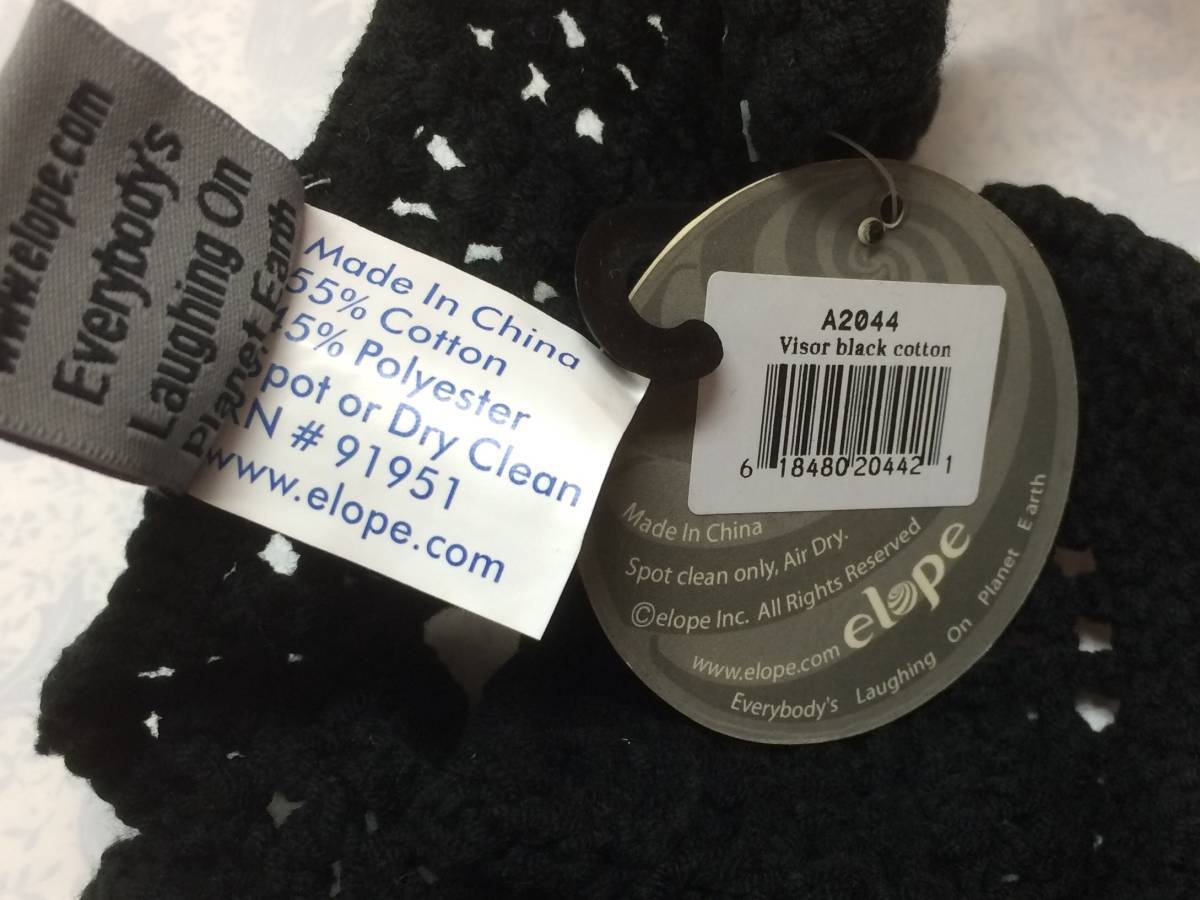 www.elope.com
Everybody's
Laughing On
Planet Earth
Made In China
55% Cotton
5% Polyester
pot or Dry Clean
N # 91951
www.elope.com
A2044
Visor black cotton
6 18480 20442 1
Made In China
Spot clean only, Air Dry.
©elope Inc. All Rights Reserved
www.elope.com elope
Everybody's Laughing On Planet Earth